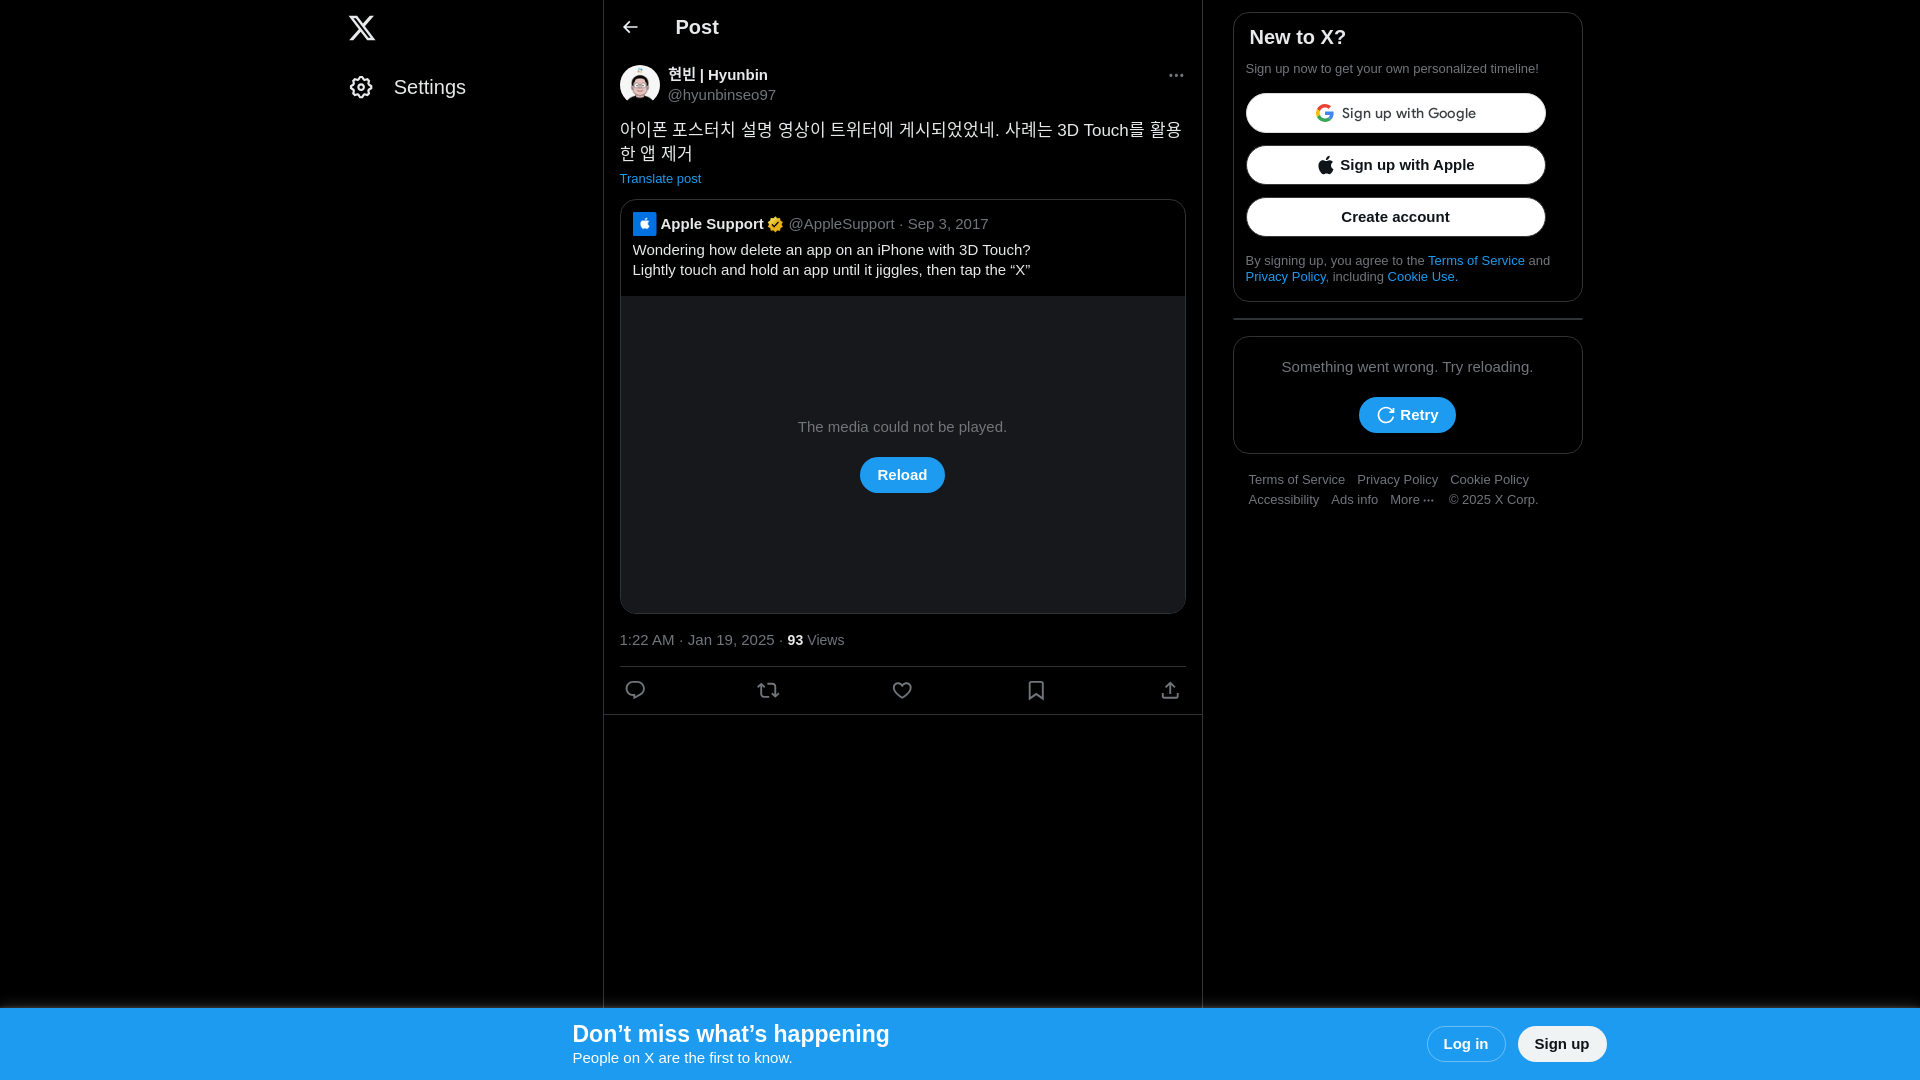 Settings
Post
현빈 | Hyunbin
@hyunbinseo97
아이폰 포스터치 설명 영상이 트위터에 게시되었었네. 사례는 3D Touch를 활용
한 앱 제거
Translate post
Apple Support @AppleSupport · Sep 3, 2017
Wondering how delete an app on an iPhone with 3D Touch?
Lightly touch and hold an app until it jiggles, then tap the “X”
The media could not be played.
Reload
1:22 AM · Jan 19, 2025 · 93 Views
New to X?
Sign up now to get your own personalized timeline!
Sign up with Google
Sign up with Apple
Create account
By signing up, you agree to the Terms of Service and
Privacy Policy, including Cookie Use.
Something went wrong. Try reloading.
Retry
Terms of Service Privacy Policy Cookie Policy
Accessibility Ads info More ··· © 2025 X Corp.
Don’t miss what’s happening
People on X are the first to know.
Log in
Sign up